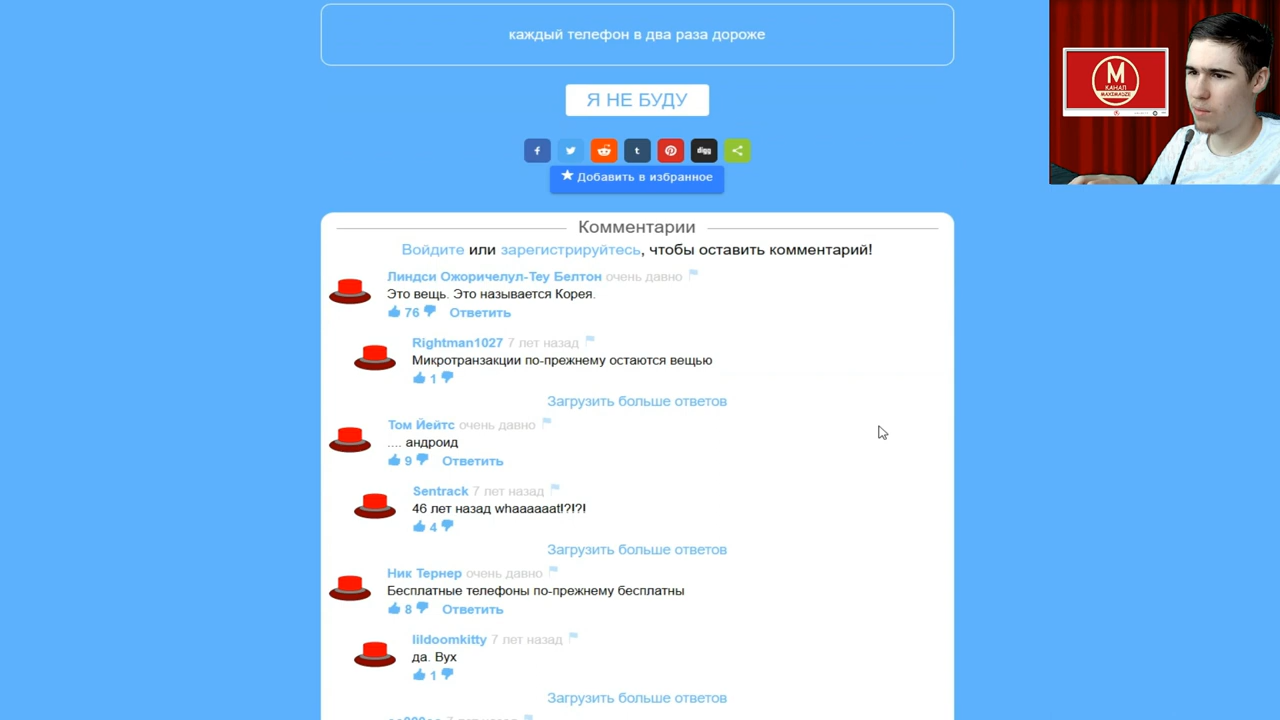 каждый телефон в два раза дороже
Я НЕ БУДУ
f
t
digg
★ Добавить в избранное
M
КАНАЛ
Комментарии
Войдите или зарегистрируйтесь, чтобы оставить комментарий!
Линдси Ожоричелул-Теу Белтон очень давно
Это вещь. Это называется Корея.
76 Ответить
Rightman1027 7 лет назад
Микротранзакции по-прежнему остаются вещью
1
Загрузить больше ответов
Том Йейтс очень давно
.... андроид
9 Ответить
Sentrack 7 лет назад
46 лет назад whaaaaaat!?!?!
4
Загрузить больше ответов
Ник Тернер очень давно
Бесплатные телефоны по-прежнему бесплатны
8 Ответить
lildoomkitty 7 лет назад
да. Вух
1
Загрузить больше ответов